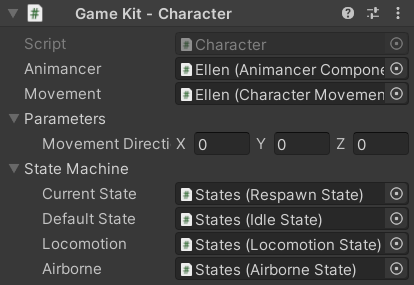 Game Kit - Character
Script Character
Animancer Ellen (Animancer Compone
Movement Ellen (Character Movemen
Parameters
Movement Directi X 0 Y 0 Z 0
State Machine
Current State States (Respawn State)
Default State States (Idle State)
Locomotion States (Locomotion State)
Airborne States (Airborne State)